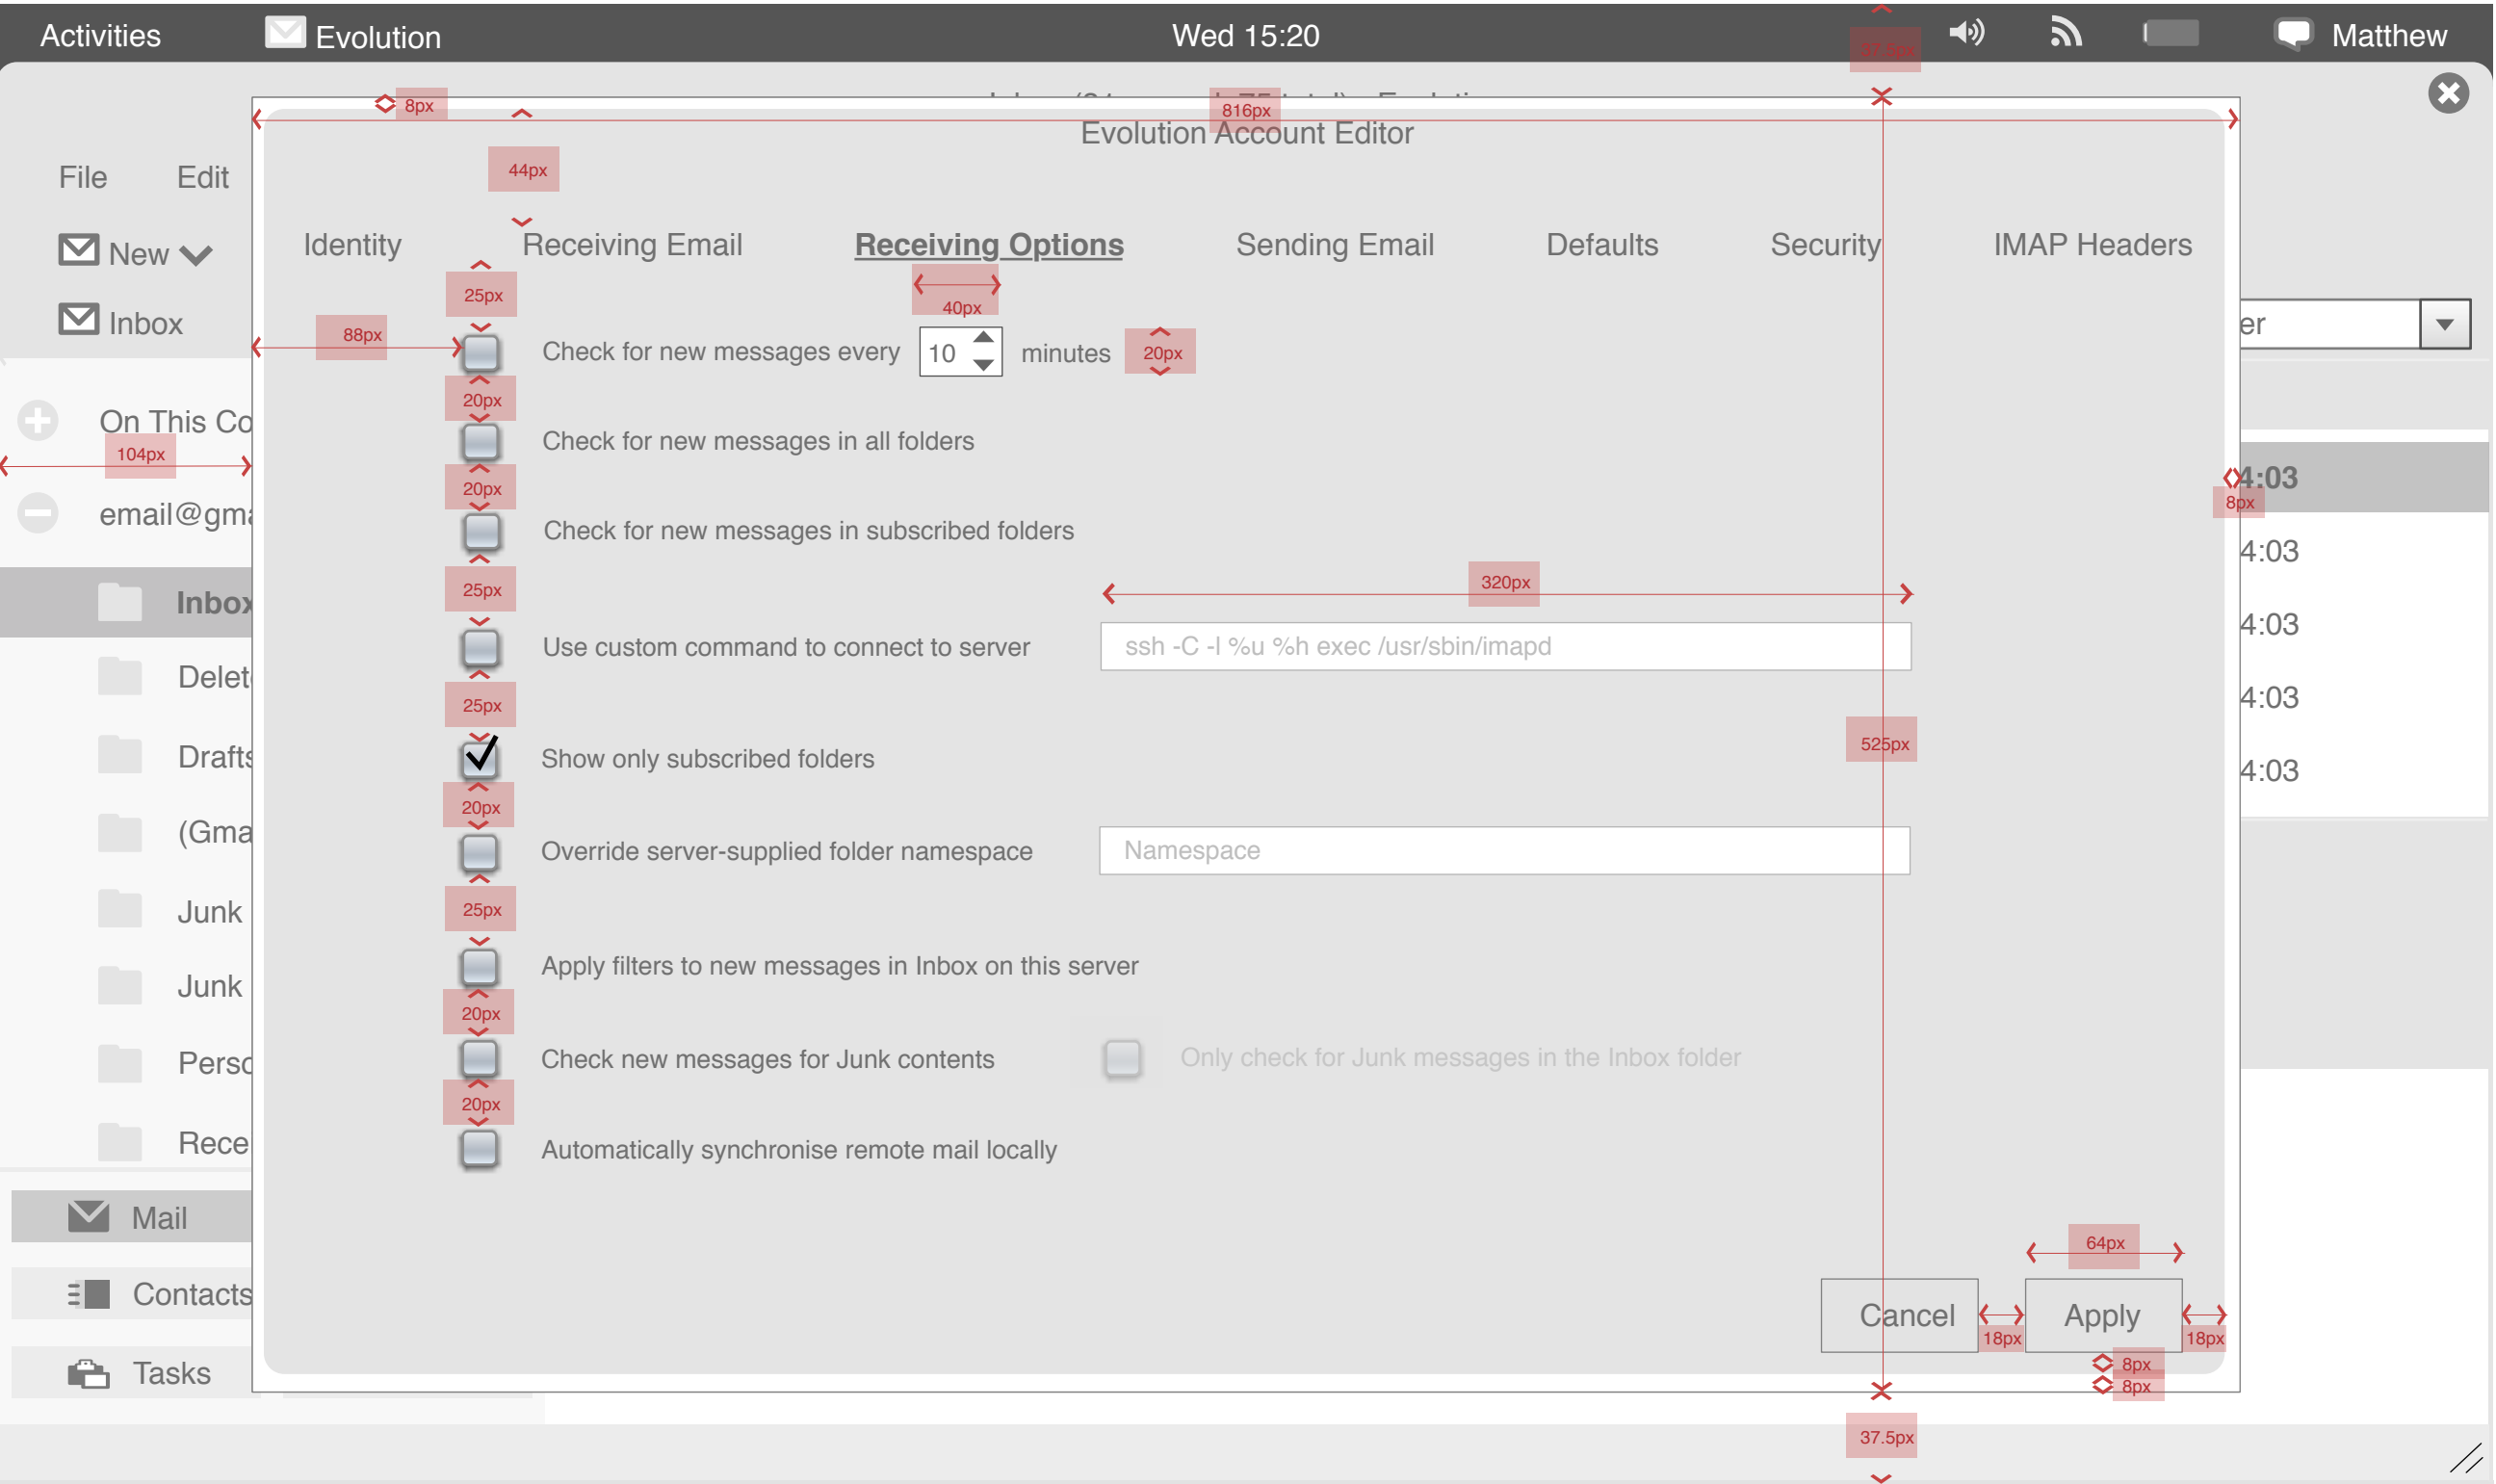 Activities Evolution Wed 15:20 37.5px Matthew
8px 816px
Evolution Account Editor
44px
File Edit
Identity Receiving Email Receiving Options Sending Email Defaults Security IMAP Headers
New
25px 40px
Inbox 88px Check for new messages every 10 minutes 20px er
20px
On This Co Check for new messages in all folders
104px
20px 4:03
8px
email@gma Check for new messages in subscribed folders
4:03
25px 320px
Inbox 4:03
Use custom command to connect to server ssh -C -l %u %h exec /usr/sbin/imapd
Delet 4:03
25px
525px
Drafts Show only subscribed folders 4:03
20px
(Gma Override server-supplied folder namespace Namespace
Junk 25px
Apply filters to new messages in Inbox on this server
Junk
20px
Perso Check new messages for Junk contents Only check for Junk messages in the Inbox folder
20px
Rece Automatically synchronise remote mail locally
Mail
64px
Contacts Cancel Apply
18px 18px
8px
Tasks
8px
37.5px